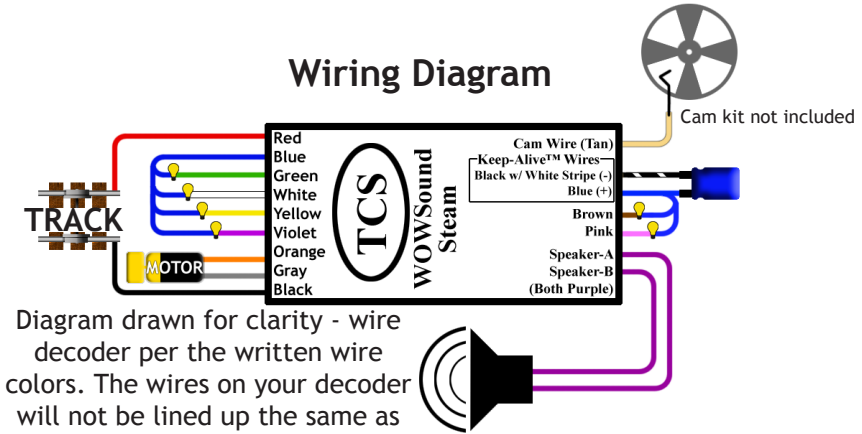 Wiring Diagram
Cam kit not included
Red
Blue
Green
White
Yellow
Violet
Orange
Gray
Black
TCS
WOWSound
Steam
Cam Wire (Tan)
Keep-Alive™ Wires
Black w/ White Stripe (-)
Blue (+)
Brown
Pink
Speaker-A
Speaker-B
(Both Purple)
TRACK
MOTOR
Diagram drawn for clarity - wire
decoder per the written wire
colors. The wires on your decoder
will not be lined up the same as